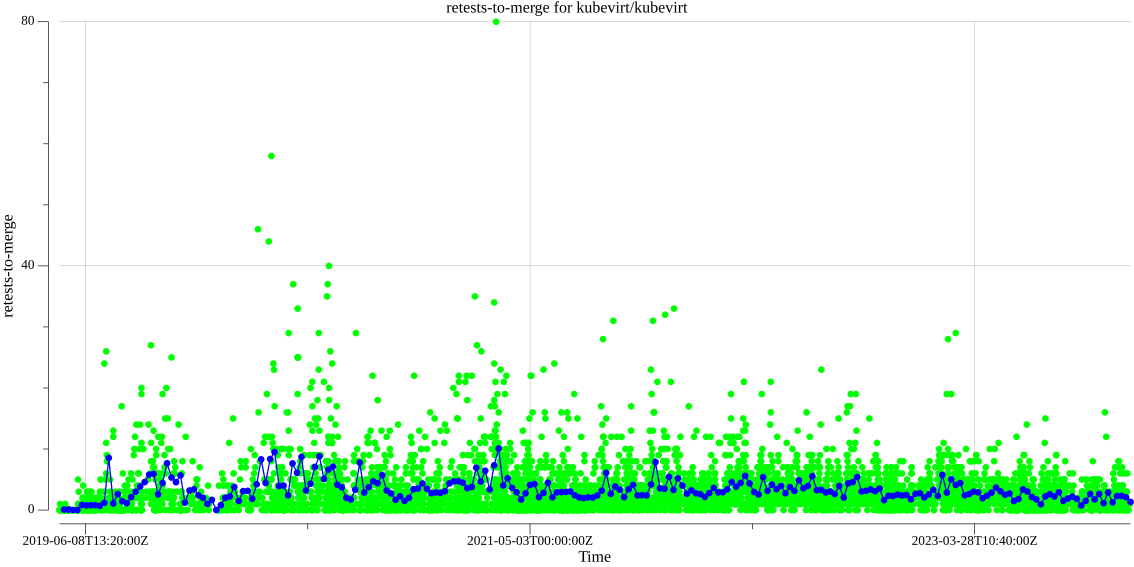 retests-to-merge for kubevirt/kubevirt
80
40
0
retests-to-merge
2019-06-08T13:20:00Z
2021-05-03T00:00:00Z
2023-03-28T10:40:00Z
Time